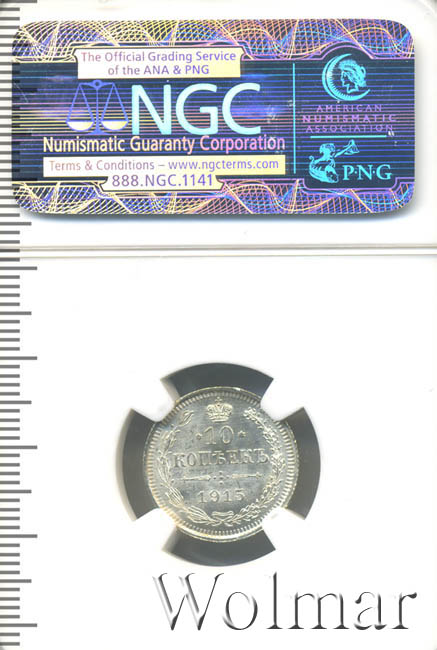 The Official Grading Service
of the ANA & PNG
NGC
Numismatic Guaranty Corporation
Terms & Conditions – www.ngcterms.com
888.NGC.1141
AMERICAN
NUMISMATIC
ASSOCIATION
P·N·G
10
КОПѢЕКЪ
1915
Wolmar